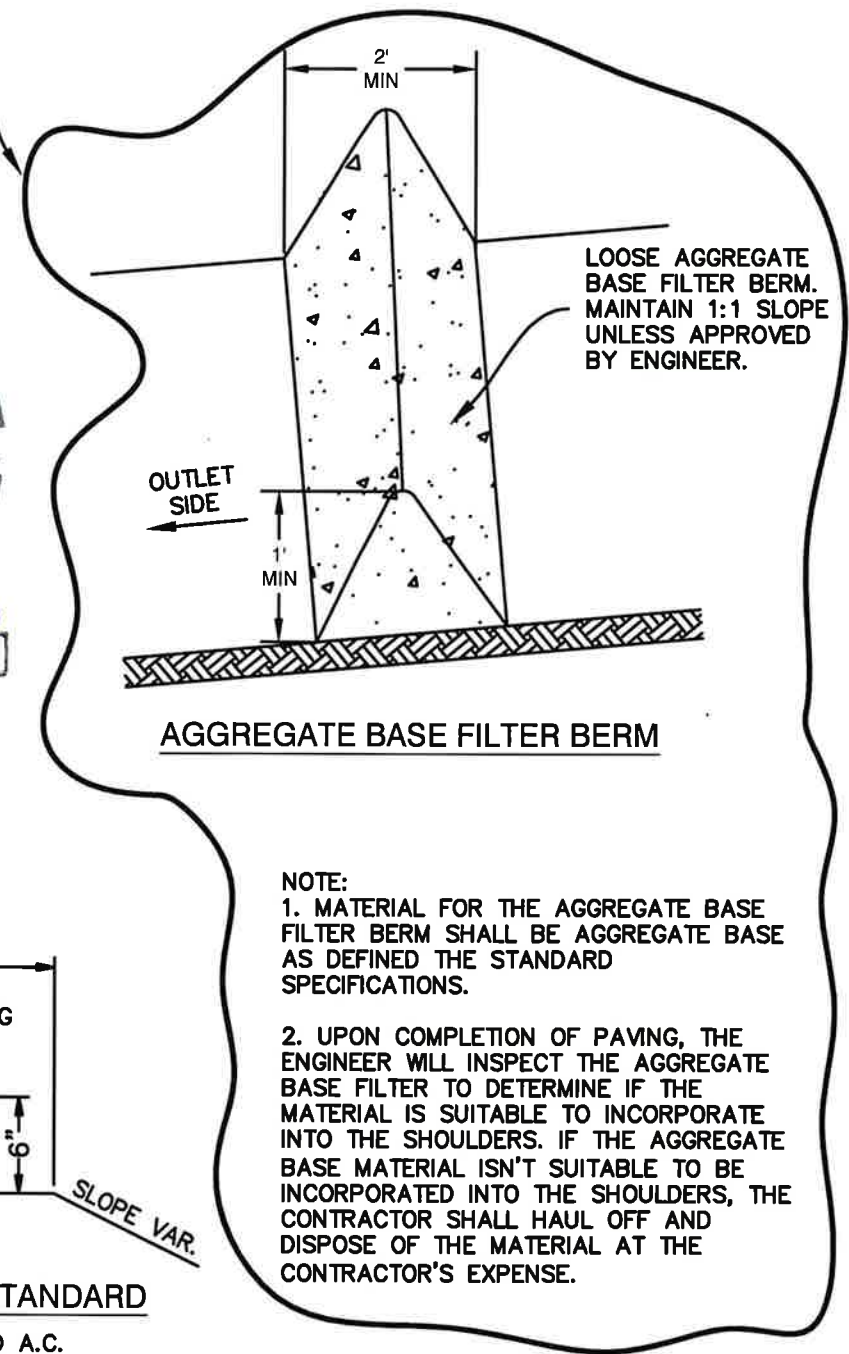 2'
MIN
LOOSE AGGREGATE
BASE FILTER BERM.
MAINTAIN 1:1 SLOPE
UNLESS APPROVED
BY ENGINEER.
OUTLET
SIDE
1'
MIN
AGGREGATE BASE FILTER BERM
NOTE:
1. MATERIAL FOR THE AGGREGATE BASE
FILTER BERM SHALL BE AGGREGATE BASE
AS DEFINED THE STANDARD
SPECIFICATIONS.
2. UPON COMPLETION OF PAVING, THE
ENGINEER WILL INSPECT THE AGGREGATE
BASE FILTER TO DETERMINE IF THE
MATERIAL IS SUITABLE TO INCORPORATE
INTO THE SHOULDERS. IF THE AGGREGATE
BASE MATERIAL ISN'T SUITABLE TO BE
INCORPORATED INTO THE SHOULDERS, THE
CONTRACTOR SHALL HAUL OFF AND
DISPOSE OF THE MATERIAL AT THE
CONTRACTOR'S EXPENSE.
G
6"
SLOPE VAR.
TANDARD
A.C.